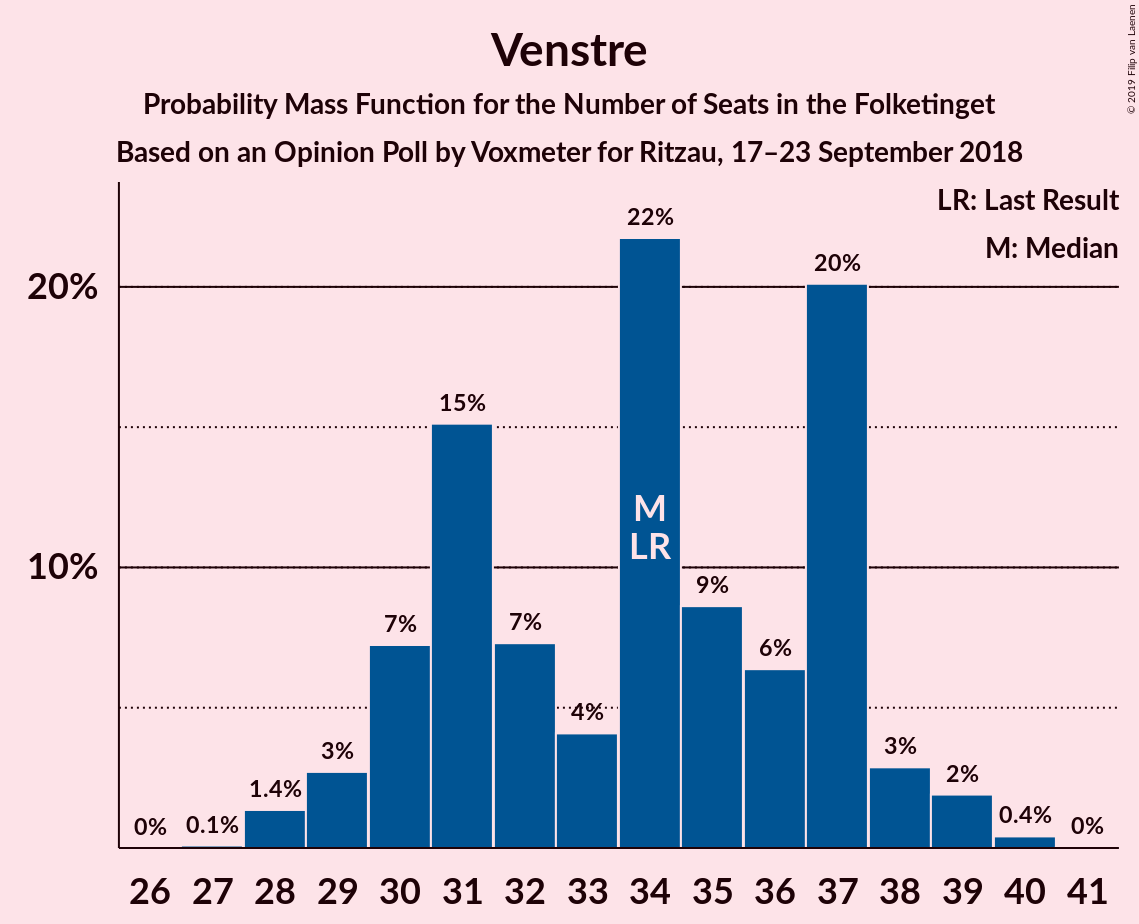 Venstre
Probability Mass Function for the Number of Seats in the Folketinget
Based on an Opinion Poll by Voxmeter for Ritzau, 17–23 September 2018
© 2019 Filip van Laenen
LR: Last Result
M: Median
20%
10%
0%
0.1%
1.4%
3%
7%
15%
7%
4%
22%
9%
6%
20%
3%
2%
0.4%
0%
M
LR
26 27 28 29 30 31 32 33 34 35 36 37 38 39 40 41